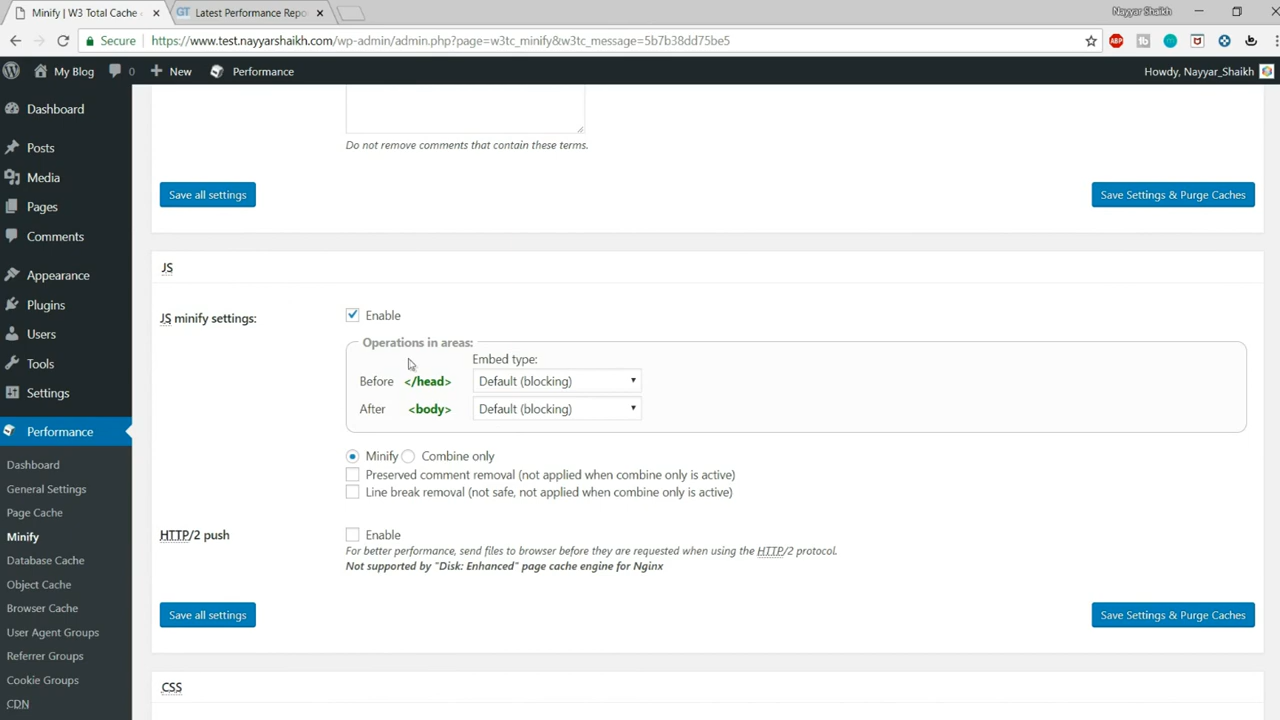 Minify | W3 Total Cache
GT Latest Performance Repo
Nayyar Shaikh
Secure https://www.test.nayyarshaikh.com/wp-admin/admin.php?page=w3tc_minify&w3tc_message=5b7b38dd75be5
ABP
My Blog 0 New Performance Howdy, Nayyar_Shaikh
Dashboard
Posts
Media
Pages
Comments
Appearance
Plugins
Users
Tools
Settings
Performance
Dashboard
General Settings
Page Cache
Minify
Database Cache
Object Cache
Browser Cache
User Agent Groups
Referrer Groups
Cookie Groups
CDN
Do not remove comments that contain these terms.
Save all settings Save Settings & Purge Caches
JS
JS minify settings: Enable
Operations in areas:
Embed type:
Before </head> Default (blocking)
After <body> Default (blocking)
Minify Combine only
Preserved comment removal (not applied when combine only is active)
Line break removal (not safe, not applied when combine only is active)
HTTP/2 push Enable
For better performance, send files to browser before they are requested when using the HTTP/2 protocol.
Not supported by "Disk: Enhanced" page cache engine for Nginx
Save all settings Save Settings & Purge Caches
CSS